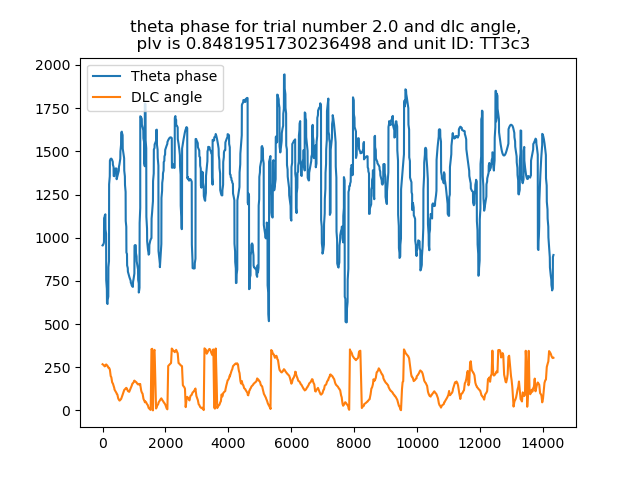 theta phase for trial number 2.0 and dlc angle,
plv is 0.8481951730236498 and unit ID: TT3c3
Theta phase
DLC angle
2000
1750
1500
1250
1000
750
500
250
0
0 2000 4000 6000 8000 10000 12000 14000